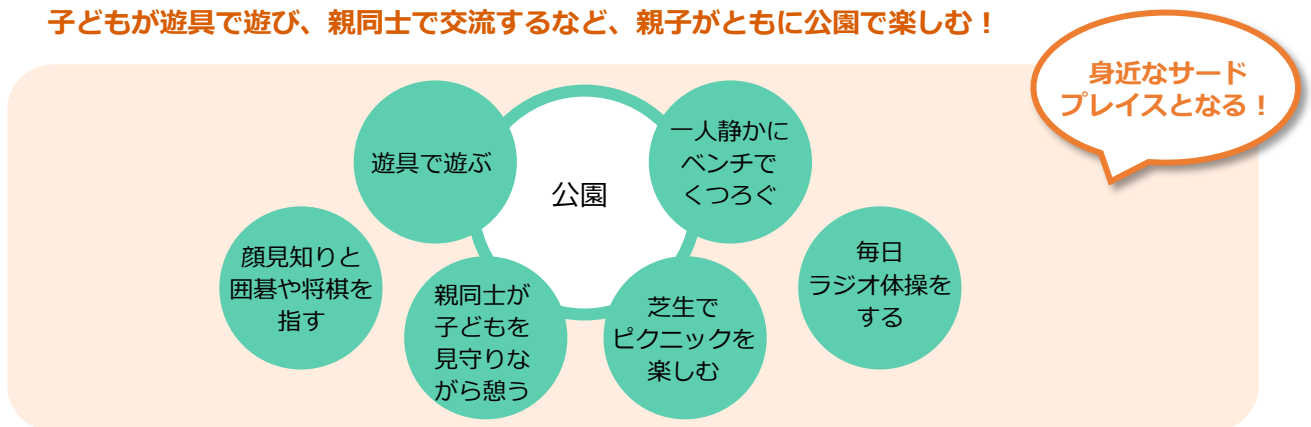 子どもが遊具で遊び、親同士で交流するなど、親子がともに公園で楽しむ！
身近なサード
プレイスとなる！
遊具で遊ぶ
公園
一人静かに
ベンチで
くつろぐ
顔見知りと
囲碁や将棋を
指す
親同士が
子どもを
見守りな
がら憩う
芝生で
ピクニックを
楽しむ
毎日
ラジオ体操を
する